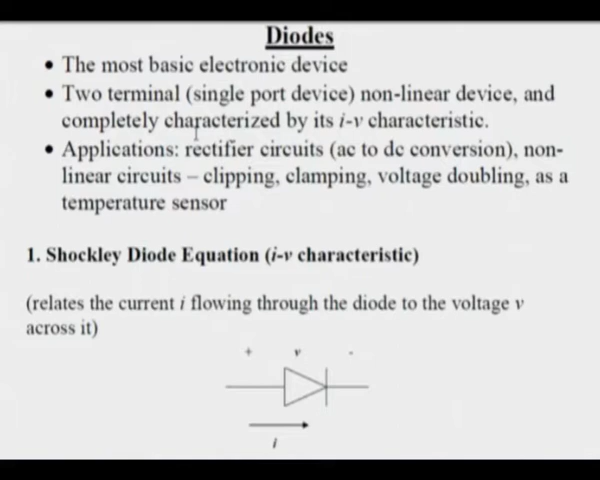 Diodes
• The most basic electronic device
• Two terminal (single port device) non-linear device, and
completely characterized by its i-v characteristic.
• Applications: rectifier circuits (ac to dc conversion), non-
linear circuits – clipping, clamping, voltage doubling, as a
temperature sensor
1. Shockley Diode Equation (i-v characteristic)
(relates the current i flowing through the diode to the voltage v
across it)
+ v -
i